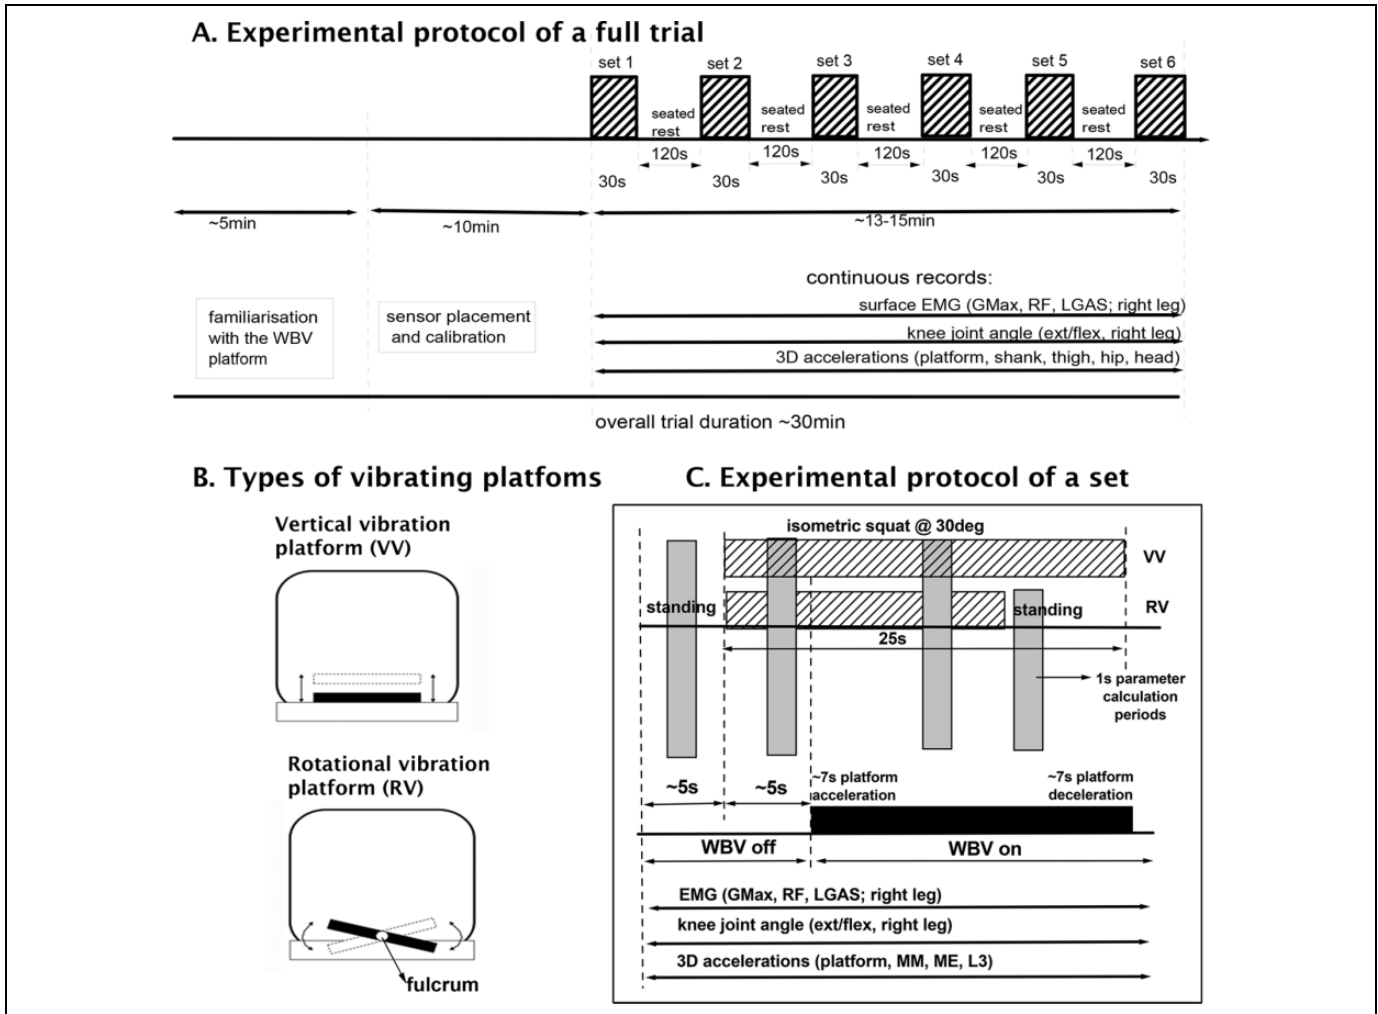 A. Experimental protocol of a full trial
set 1
set 2
set 3
set 4
set 5
set 6
seated
rest
seated
rest
seated
rest
seated
rest
seated
rest
120s
120s
120s
120s
120s
30s
30s
30s
30s
30s
30s
~5min
~10min
~13-15min
continuous records:
surface EMG (GMax, RF, LGAS; right leg)
knee joint angle (ext/flex, right leg)
3D accelerations (platform, shank, thigh, hip, head)
familiarisation
with the WBV
platform
sensor placement
and calibration
overall trial duration ~30min
B. Types of vibrating platfoms
Vertical vibration
platform (VV)
Rotational vibration
platform (RV)
fulcrum
C. Experimental protocol of a set
isometric squat @ 30deg
VV
standing
standing
RV
25s
1s parameter
calculation
periods
~5s
~5s
~7s platform
acceleration
~7s platform
deceleration
WBV off
WBV on
EMG (GMax, RF, LGAS; right leg)
knee joint angle (ext/flex, right leg)
3D accelerations (platform, MM, ME, L3)